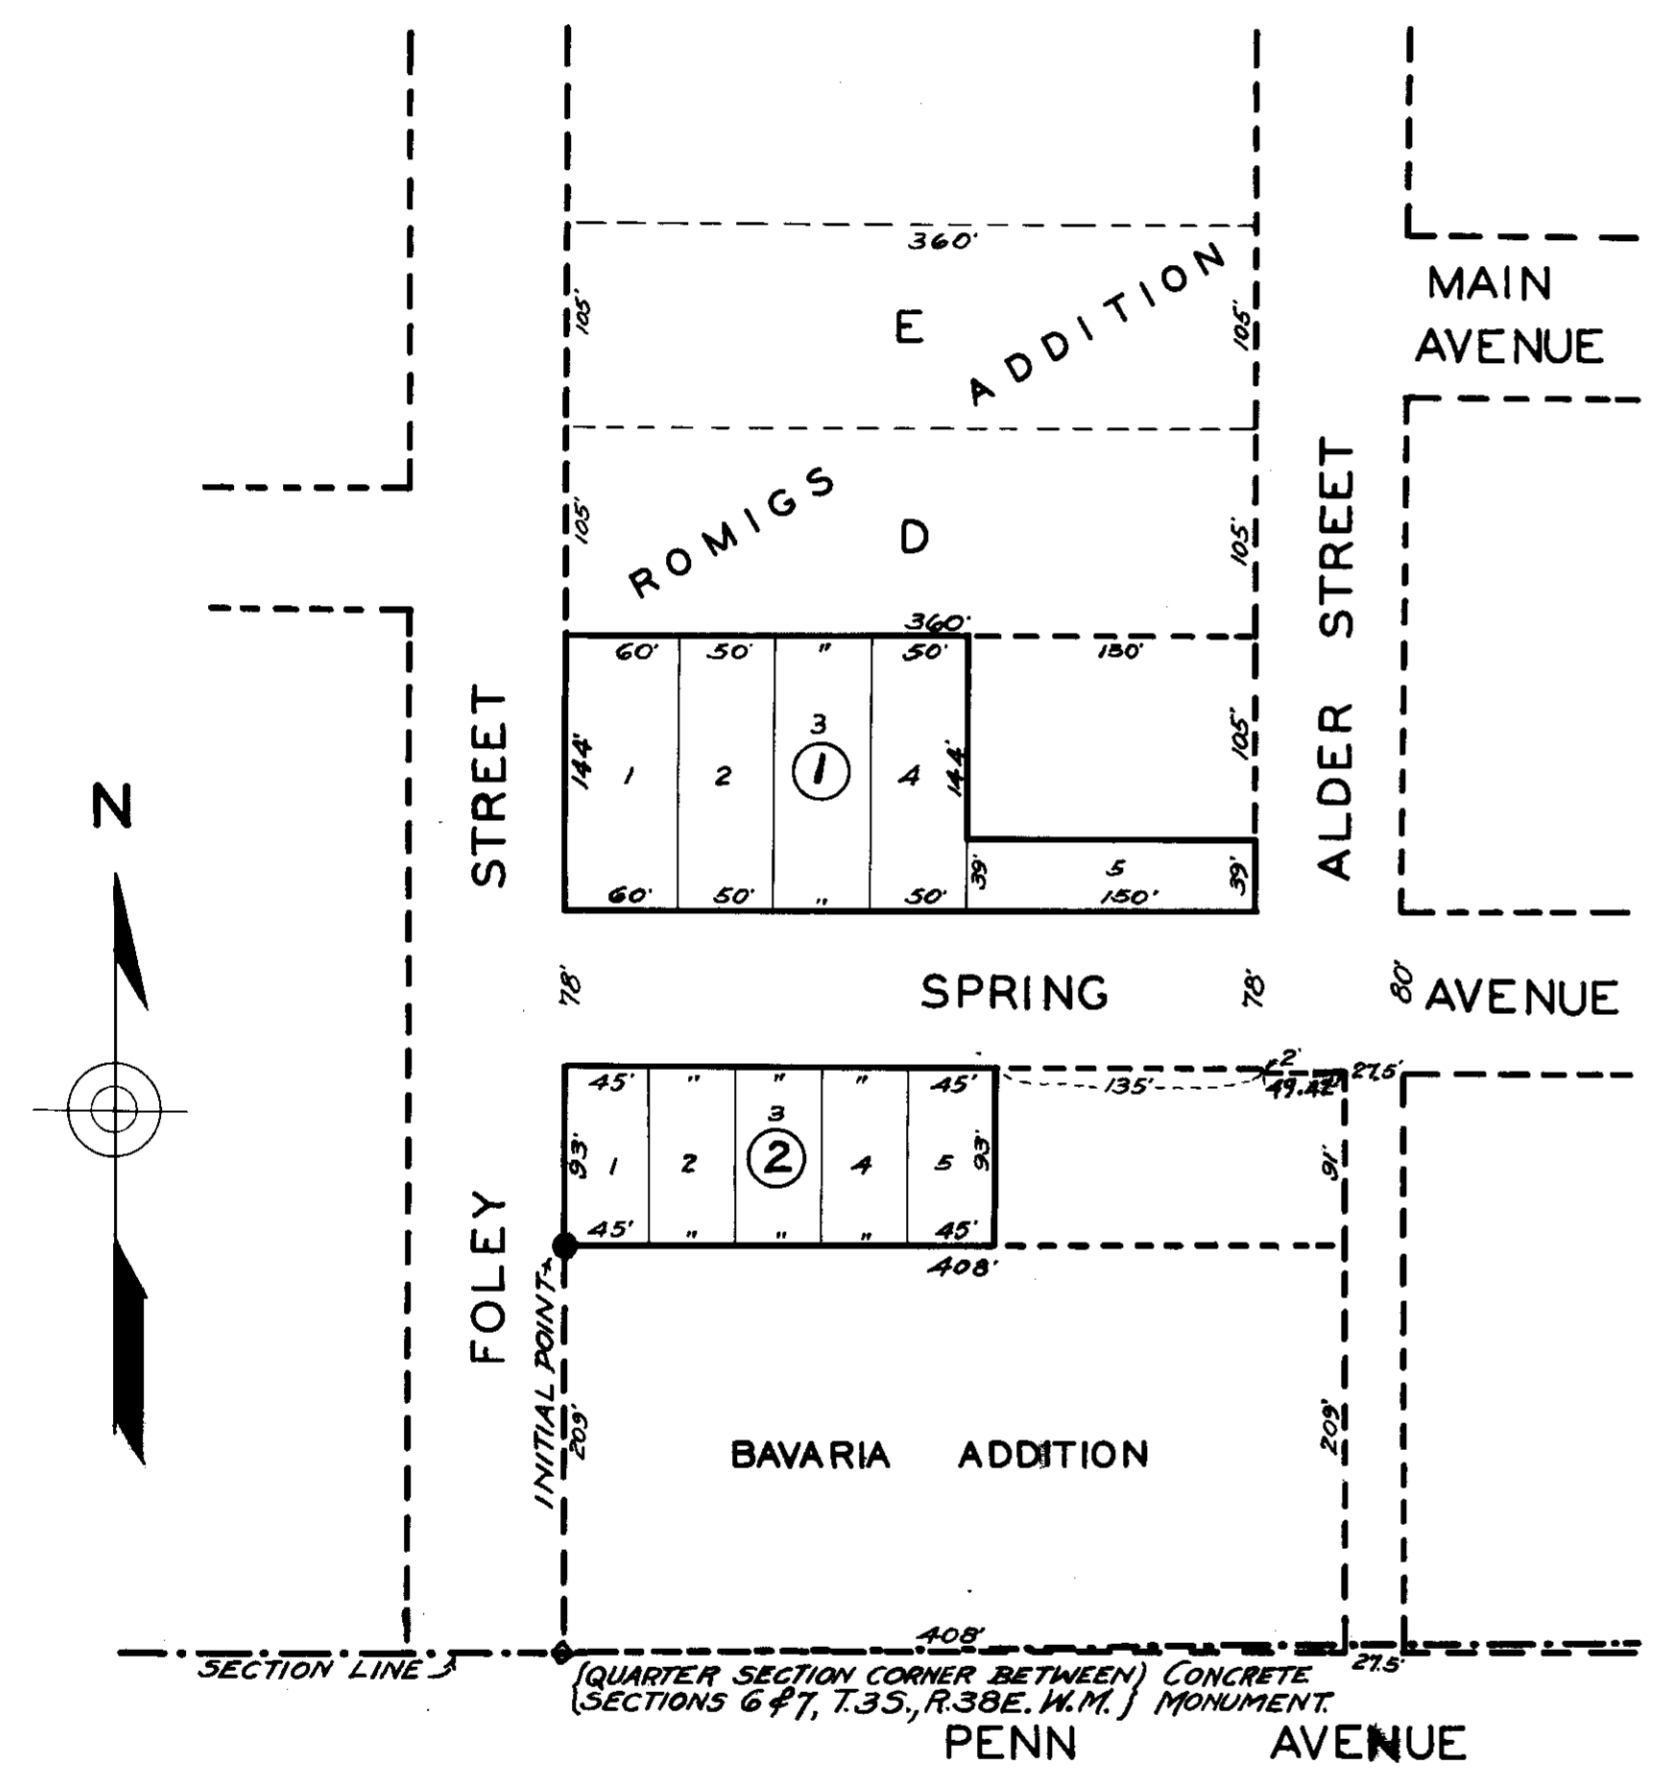 360'
MAIN
AVENUE
105'
E
105'
ROMIGS ADDITION
105'
D
105'
360'
60' 50' " 50' 150'
STREET
144'
1 2 3 4
1
144'
105'
ALDER STREET
N
39' 5 39'
60' 50' " 50' 150'
78' SPRING 78' 80' AVENUE
2'
45' " " " 45' 135' 49.42' 27.5'
93' 1 2 3 4 5 93' 91'
2
45' " " " 45'
408'
FOLEY
INITIAL POINT
209'
209'
BAVARIA ADDITION
408'
SECTION LINE
27.5'
{QUARTER SECTION CORNER BETWEEN} CONCRETE
{SECTIONS 6 & 7, T.3S., R.38E. W.M.} MONUMENT.
PENN AVENUE